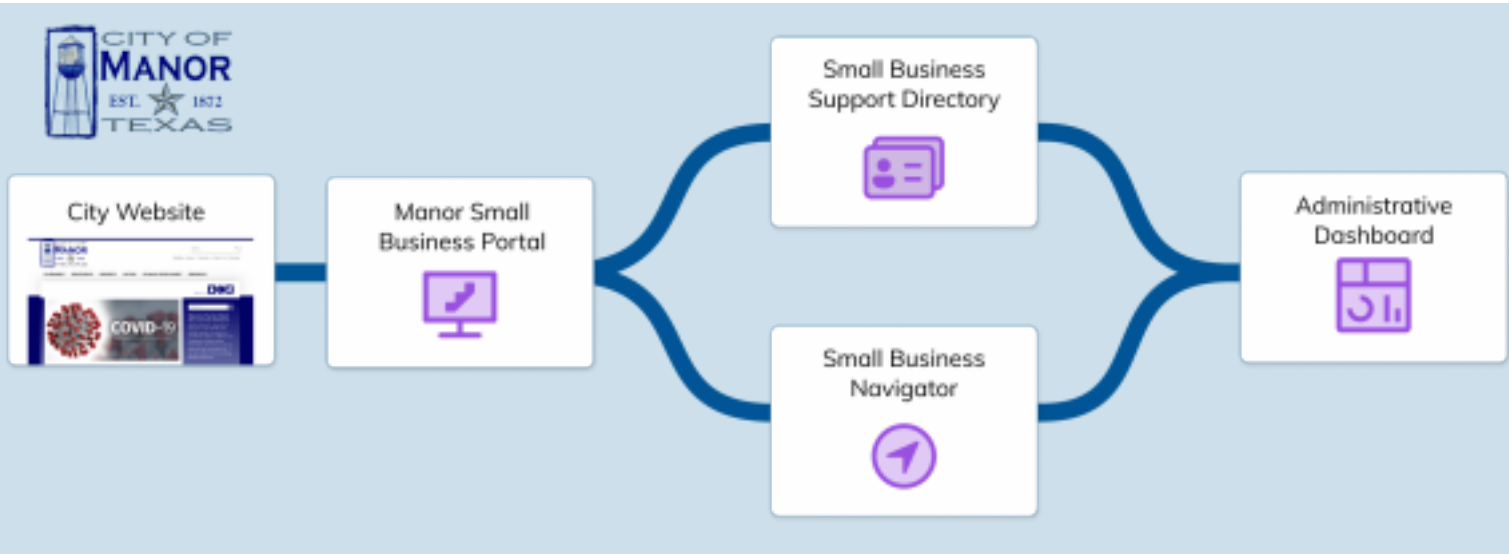 CITY OF
MANOR
EST. 1872
TEXAS
City Website
MANOR
COVID-19
Manor Small
Business Portal
Small Business
Support Directory
Small Business
Navigator
Administrative
Dashboard